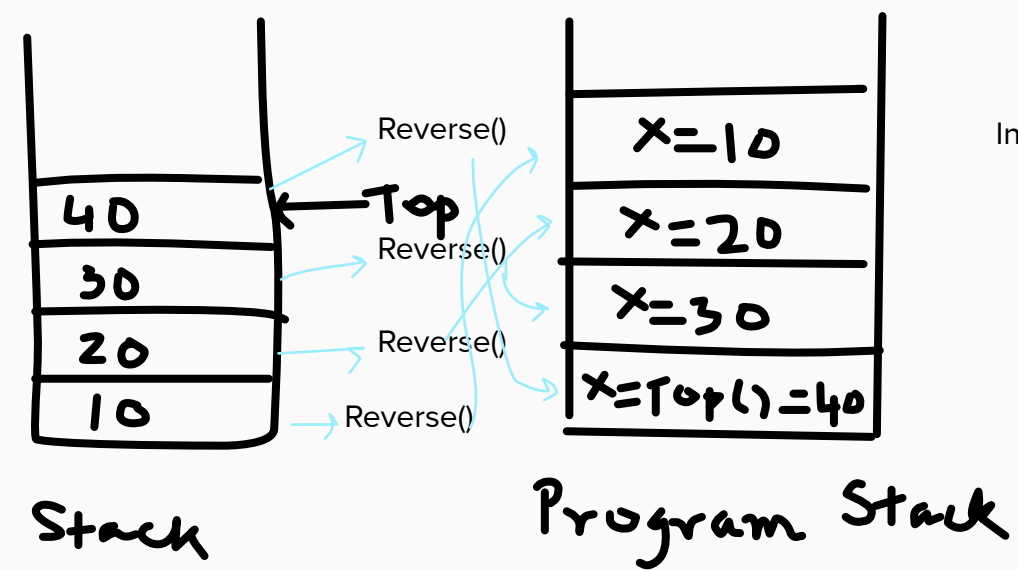 Reverse()
x=10
In
40
Top
x=20
Reverse()
30
x=30
20
Reverse()
x=Top()=40
10
Reverse()
Stack
Program Stack